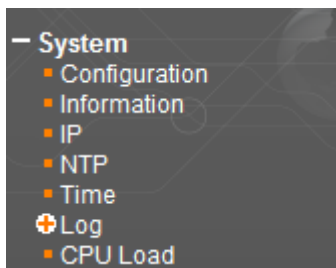 System
Configuration
Information
IP
NTP
Time
Log
CPU Load